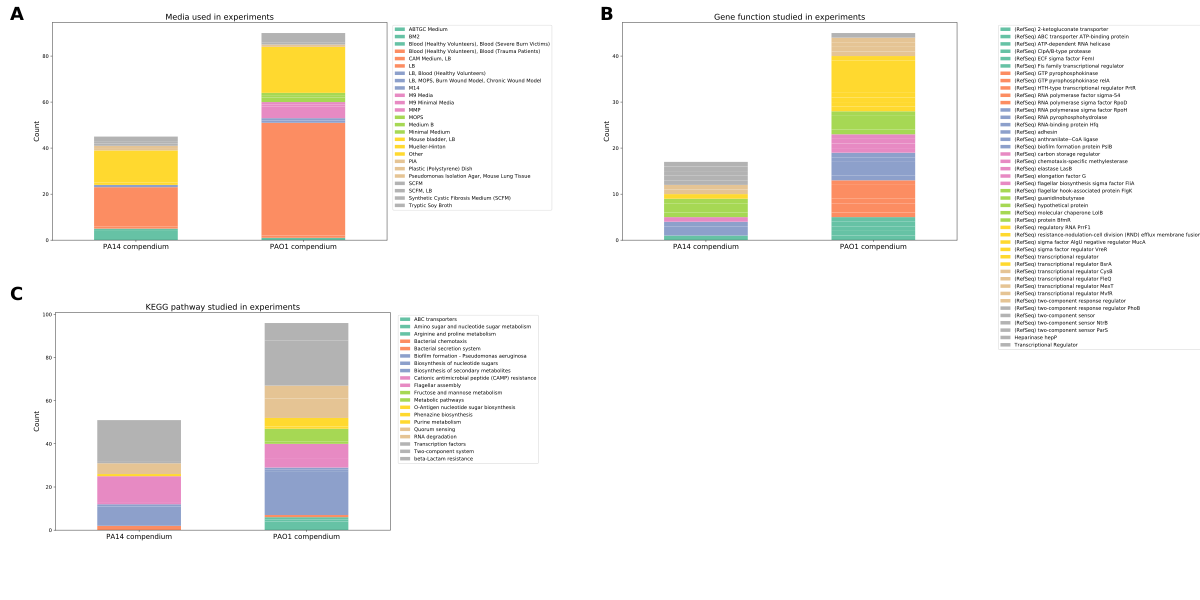 A
Media used in experiments
Count
80
60
40
20
0
PA14 compendium
PAO1 compendium
ABTGC Medium
BM2
Blood (Healthy Volunteers), Blood (Severe Burn Victims)
Blood (Healthy Volunteers), Blood (Trauma Patients)
CAM Medium, LB
LB
LB, Blood (Healthy Volunteers)
LB, MOPS, Burn Wound Model, Chronic Wound Model
M14
M9 Media
M9 Minimal Media
MMP
MOPS
Medium B
Minimal Medium
Mouse bladder, LB
Mueller-Hinton
Other
PIA
Plastic (Polystyrene) Dish
Pseudomonas Isolation Agar, Mouse Lung Tissue
SCFM
SCFM, LB
Synthetic Cystic Fibrosis Medium (SCFM)
Tryptic Soy Broth
B
Gene function studied in experiments
Count
40
30
20
10
0
PA14 compendium
PAO1 compendium
(RefSeq) 2-ketogluconate transporter
(RefSeq) ABC transporter ATP-binding protein
(RefSeq) ATP-dependent RNA helicase
(RefSeq) ClpA/B-type protease
(RefSeq) ECF sigma factor FemI
(RefSeq) Fis family transcriptional regulator
(RefSeq) GTP pyrophosphokinase
(RefSeq) GTP pyrophosphokinase relA
(RefSeq) HTH-type transcriptional regulator PrtR
(RefSeq) RNA polymerase factor sigma-54
(RefSeq) RNA polymerase sigma factor RpoD
(RefSeq) RNA polymerase sigma factor RpoH
(RefSeq) RNA pyrophosphohydrolase
(RefSeq) RNA-binding protein Hfq
(RefSeq) adhesin
(RefSeq) anthranilate--CoA ligase
(RefSeq) biofilm formation protein PslB
(RefSeq) carbon storage regulator
(RefSeq) chemotaxis-specific methylesterase
(RefSeq) elastase LasB
(RefSeq) elongation factor G
(RefSeq) flagellar biosynthesis sigma factor FliA
(RefSeq) flagellar hook-associated protein FlgK
(RefSeq) guanidinobutyrase
(RefSeq) hypothetical protein
(RefSeq) molecular chaperone LolB
(RefSeq) protein BfmR
(RefSeq) regulatory RNA PrrF1
(RefSeq) resistance-nodulation-cell division (RND) efflux membrane fusion
(RefSeq) sigma factor AlgU negative regulator MucA
(RefSeq) sigma factor regulator VreR
(RefSeq) transcriptional regulator
(RefSeq) transcriptional regulator BsrA
(RefSeq) transcriptional regulator CysB
(RefSeq) transcriptional regulator FleQ
(RefSeq) transcriptional regulator MexT
(RefSeq) transcriptional regulator MvfR
(RefSeq) two-component response regulator
(RefSeq) two-component response regulator PhoB
(RefSeq) two-component sensor
(RefSeq) two-component sensor NtrB
(RefSeq) two-component sensor ParS
Heparinase hepP
Transcriptional Regulator
C
KEGG pathway studied in experiments
Count
100
80
60
40
20
0
PA14 compendium
PAO1 compendium
ABC transporters
Amino sugar and nucleotide sugar metabolism
Arginine and proline metabolism
Bacterial chemotaxis
Bacterial secretion system
Biofilm formation - Pseudomonas aeruginosa
Biosynthesis of nucleotide sugars
Biosynthesis of secondary metabolites
Cationic antimicrobial peptide (CAMP) resistance
Flagellar assembly
Fructose and mannose metabolism
Metabolic pathways
O-Antigen nucleotide sugar biosynthesis
Phenazine biosynthesis
Purine metabolism
Quorum sensing
RNA degradation
Transcription factors
Two-component system
beta-Lactam resistance